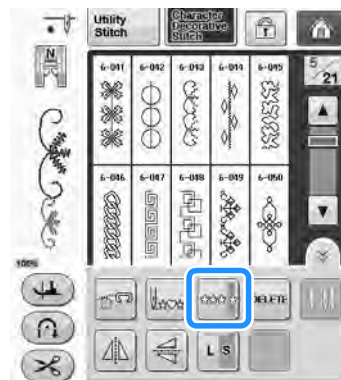 Utility
Stitch
Character
Decorative
Stitch
N
6-041 6-042 6-043 6-044 6-045
5/21
6-046 6-047 6-048 6-049 6-050
100%
DELETE
L S